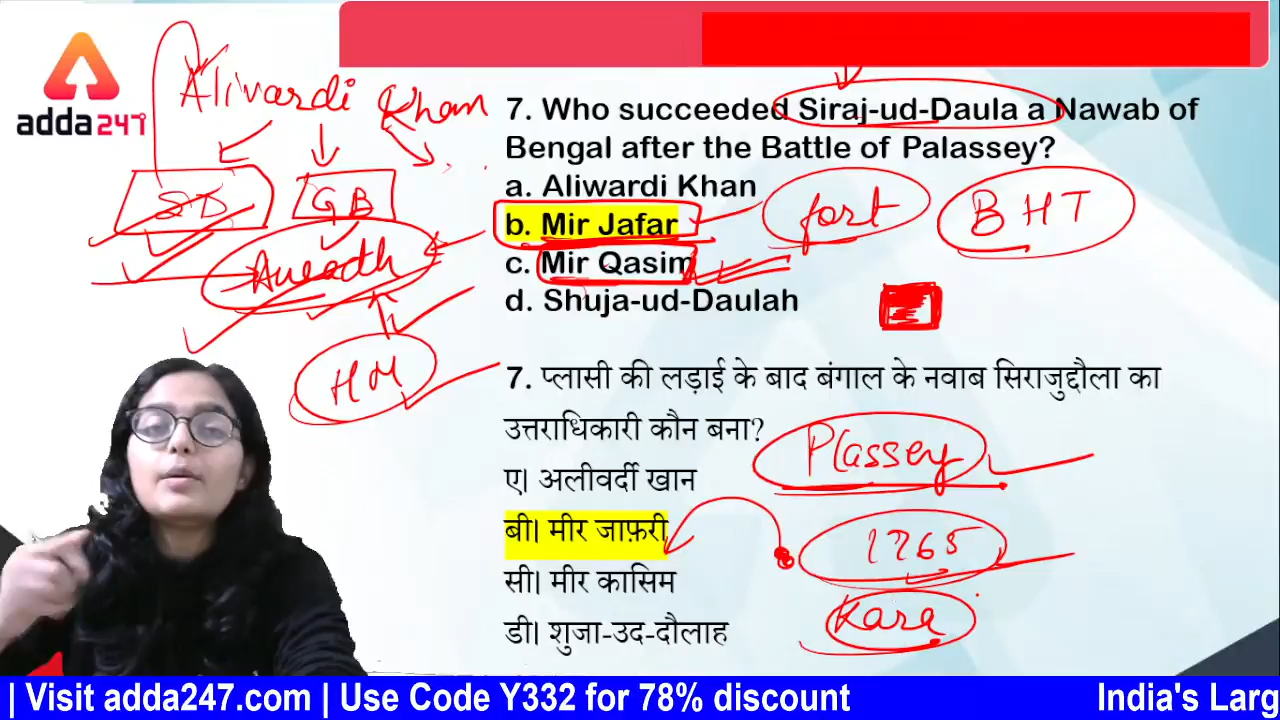 adda247
Alivardi Khan
SD
GB
Aweadh
HM
7. Who succeeded Siraj-ud-Daula a Nawab of
Bengal after the Battle of Palassey?
a. Aliwardi Khan
b. Mir Jafar
c. Mir Qasim
d. Shuja-ud-Daulah
fort
BHT
7. प्लासी की लड़ाई के बाद बंगाल के नवाब सिराजुद्दौला का
उत्तराधिकारी कौन बना?
ए। अलीवर्दी खान
बी। मीर जाफ़री
सी। मीर कासिम
डी। शुजा-उद-दौलाह
Plassey
1765
Kara
| Visit adda247.com | Use Code Y332 for 78% discount
India's Larg